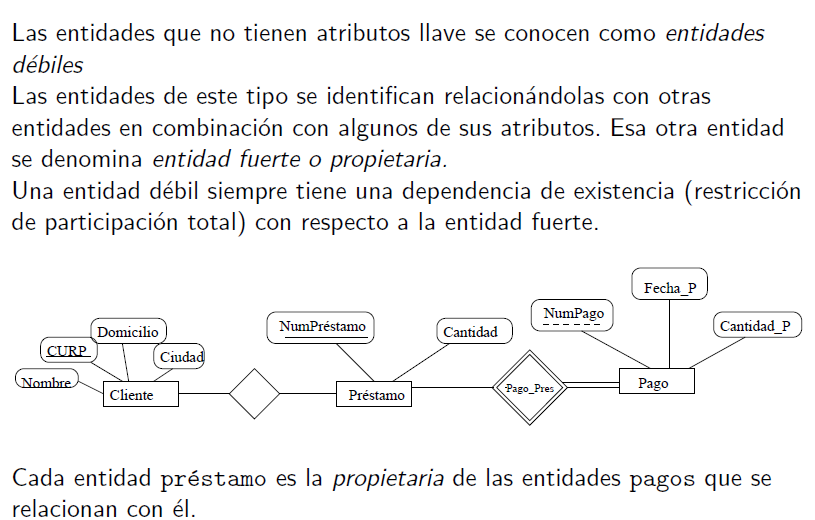 Las entidades que no tienen atributos llave se conocen como entidades
débiles
Las entidades de este tipo se identifican relacionándolas con otras
entidades en combinación con algunos de sus atributos. Esa otra entidad
se denomina entidad fuerte o propietaria.
Una entidad débil siempre tiene una dependencia de existencia (restricción
de participación total) con respecto a la entidad fuerte.
Fecha_P
NumPago
Cantidad_P
NumPréstamo
Cantidad
Domicilio
CURP
Ciudad
Nombre
Cliente
Préstamo
Pago_Pres
Pago
Cada entidad préstamo es la propietaria de las entidades pagos que se
relacionan con él.